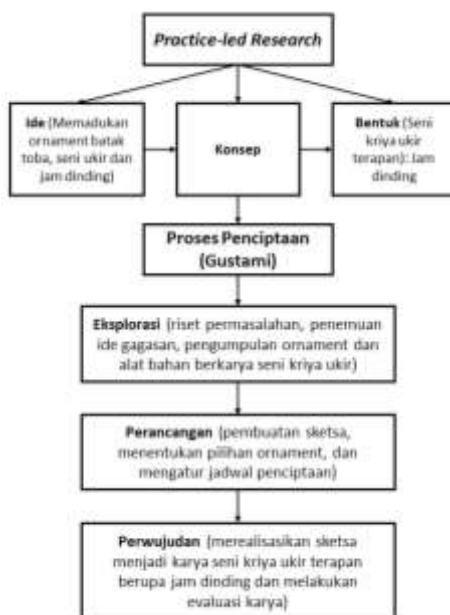 Practice-led Research
Ide (Memadukan
ornament batak
toba, seni ukir dan
jam dinding)
Konsep
Bentuk (Seni
kriya ukir
terapan): Jam
dinding
Proses Penciptaan
(Gustami)
Eksplorasi (riset permasalahan, penemuan
ide gagasan, pengumpulan ornament dan
alat bahan berkarya seni kriya ukir)
Perancangan (pembuatan sketsa,
menentukan pilihan ornament, dan
mengatur jadwal penciptaan)
Perwujudan (merealisasikan sketsa
menjadi karya seni kriya ukir terapan
berupa jam dinding dan melakukan
evaluasi karya)